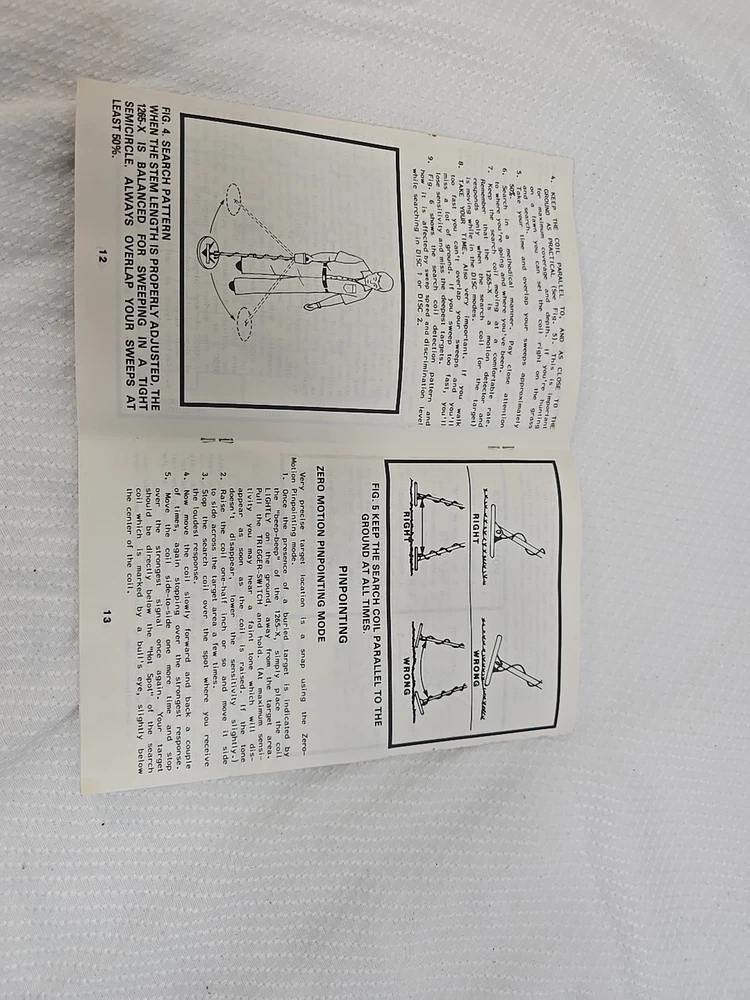 4. KEEP THE COIL PARALLEL TO, AND AS CLOSE TO THE
GROUND AS PRACTICAL (See Fig. 5). This is important
for maximum coverage and depth. If you're hunting
on a lawn you can set the coil right on the grass
and search.
5. Take your time and overlap your sweeps approximately
50%.
6. Search in a methodical manner. Pay close attention
to where you're going and where you've been.
7. Keep the search coil moving at a comfortable rate.
Remember that the 1265-X is a motion detector and
responds only when the search coil (or the target)
is moving while in the DISC modes.
8. TAKE YOUR TIME. Also very important. If you walk
too fast you can't overlap your sweeps and you'll
miss a lot of ground. If you sweep too fast, you'll
lose sensitivity and miss the deepest targets.
9. Fig. 6 shows the search coil detection pattern and
how it is affected by sweep speed and discrimination level
while searching in DISC 1 or DISC 2.
FIG. 4. SEARCH PATTERN
WHEN THE STEM LENGTH IS PROPERLY ADJUSTED, THE
1265-X IS BALANCED FOR SWEEPING IN A TIGHT
SEMICIRCLE. ALWAYS OVERLAP YOUR SWEEPS AT
LEAST 50%.
12
RIGHT
WRONG
RIGHT
WRONG
FIG. 5 KEEP THE SEARCH COIL PARALLEL TO THE
GROUND AT ALL TIMES.
PINPOINTING
ZERO MOTION PINPOINTING MODE
Very precise target location is a snap using the Zero-
Motion Pinpointing mode.
1. Once the presence of a buried target is indicated by
the "beep-beep" of the 1265-X, simply place the coil
LIGHTLY on the ground, away from the target area.
Pull the TRIGGER-SWITCH and hold. (At maximum sensi-
tivity you may hear a faint tone which will dis-
appear as soon as the coil is raised. If the tone
doesn't disappear, lower the sensitivity slightly.)
2. Raise the coil one-half inch or so and move it side
to side across the target area a few times.
3. Stop the search coil over the spot where you receive
the loudest response.
4. Now move the coil slowly forward and back a couple
of times, again stopping over the strongest response.
5. Move the coil side-to-side one more time and stop
over the strongest signal once again. Your target
should be directly below the "Hot Spot" of the search
coil which is marked by a bull's eye, slightly below
the center of the coil.
13